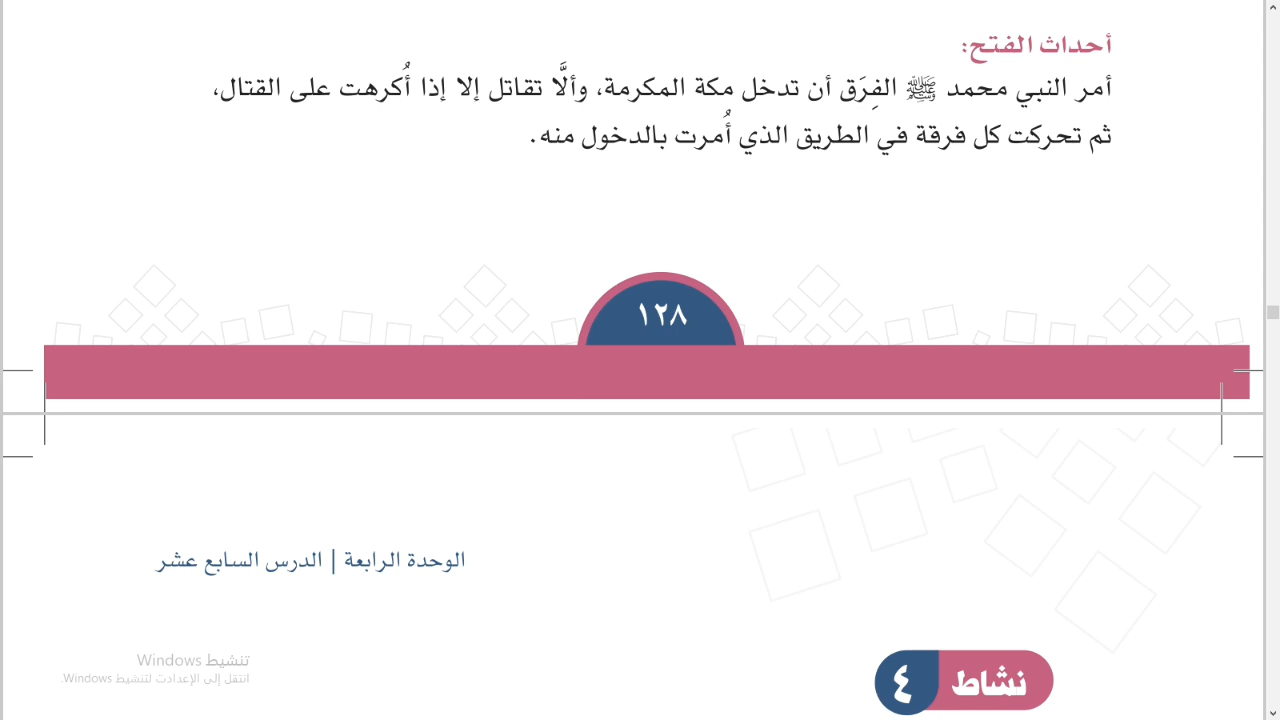 أحداث الفتح:
أمر النبي محمد ﷺ الفِرَق أن تدخل مكة المكرمة، وألَّا تقاتل إلا إذا أُكرهت على القتال،
ثم تحركت كل فرقة في الطريق الذي أُمرت بالدخول منه.
١٢٨
الوحدة الرابعة | الدرس السابع عشر
تنشيط Windows
انتقل إلى الإعدادت لتنشيط Windows.
نشاط ٤